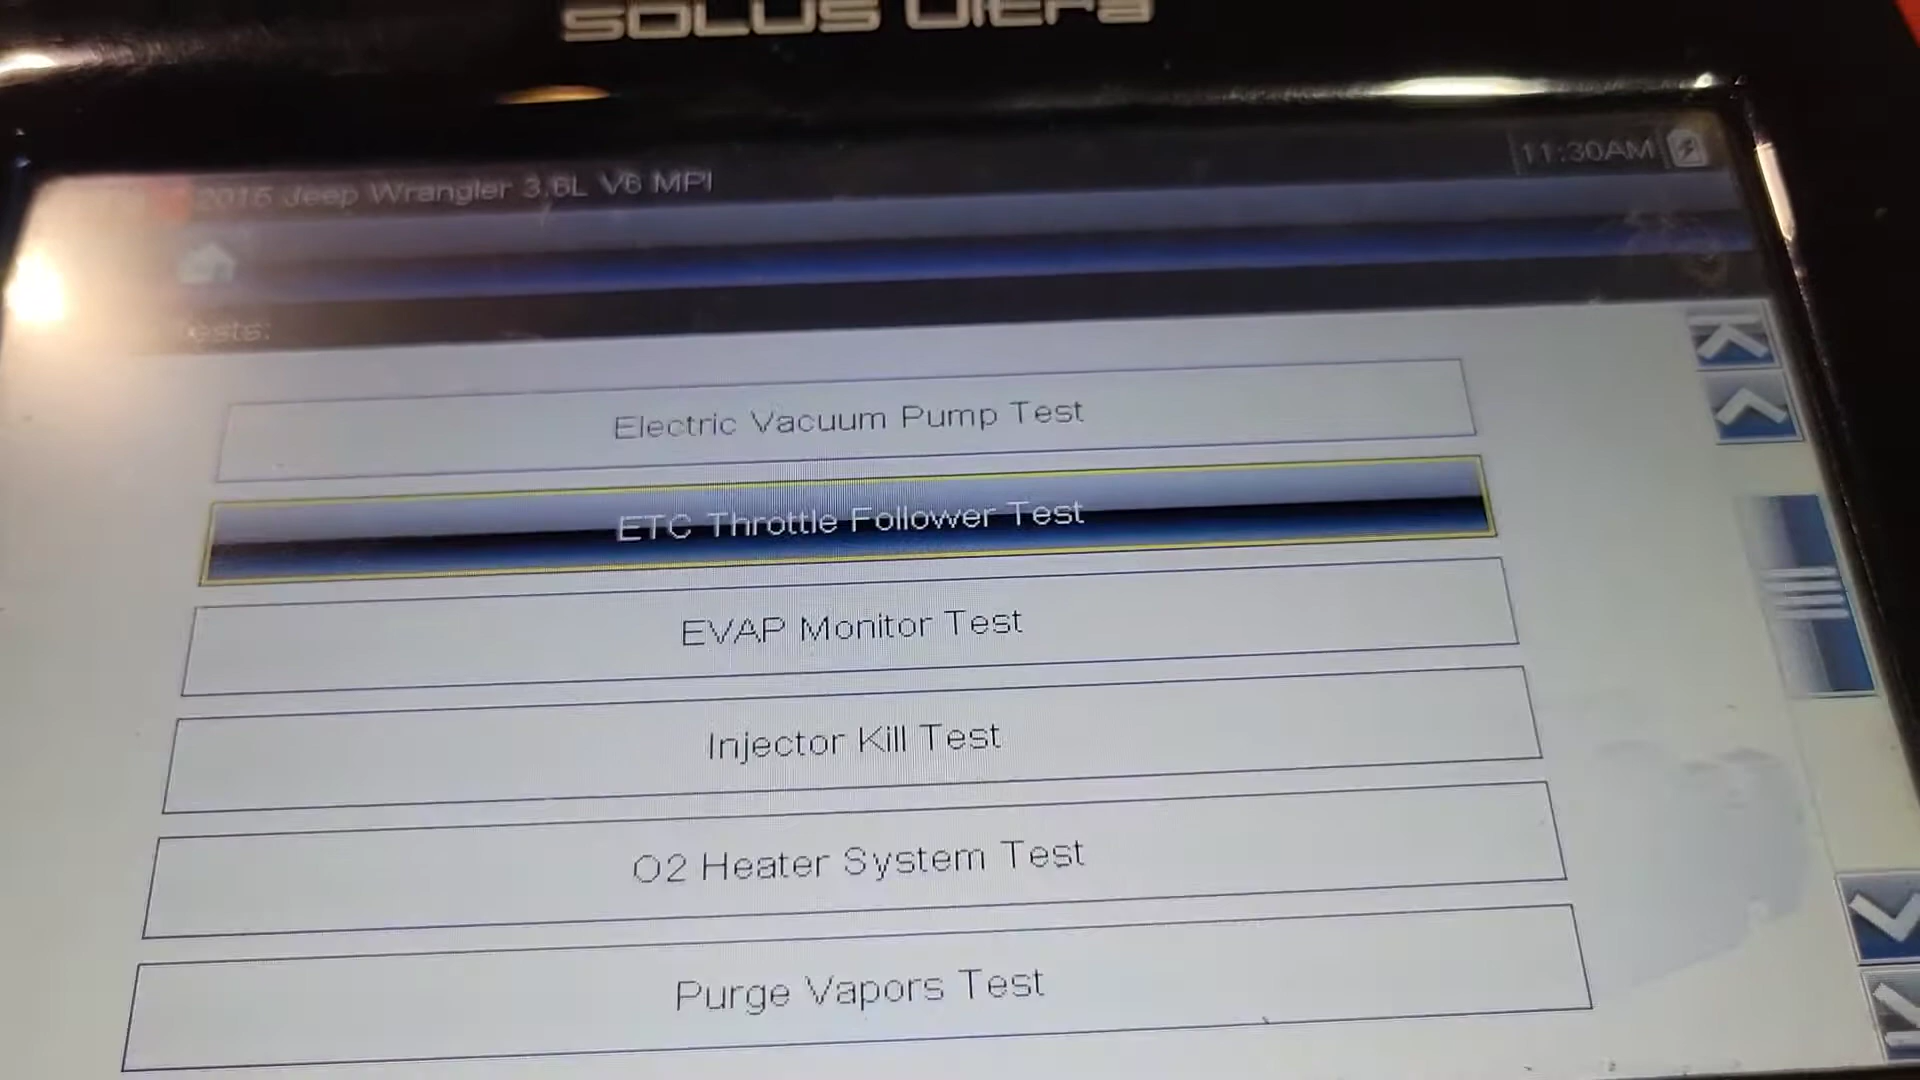 SOLUS Ultra
11:30AM
2015 Jeep Wrangler 3.6L V6 MPI
Tests:
Electric Vacuum Pump Test
ETC Throttle Follower Test
EVAP Monitor Test
Injector Kill Test
O2 Heater System Test
Purge Vapors Test